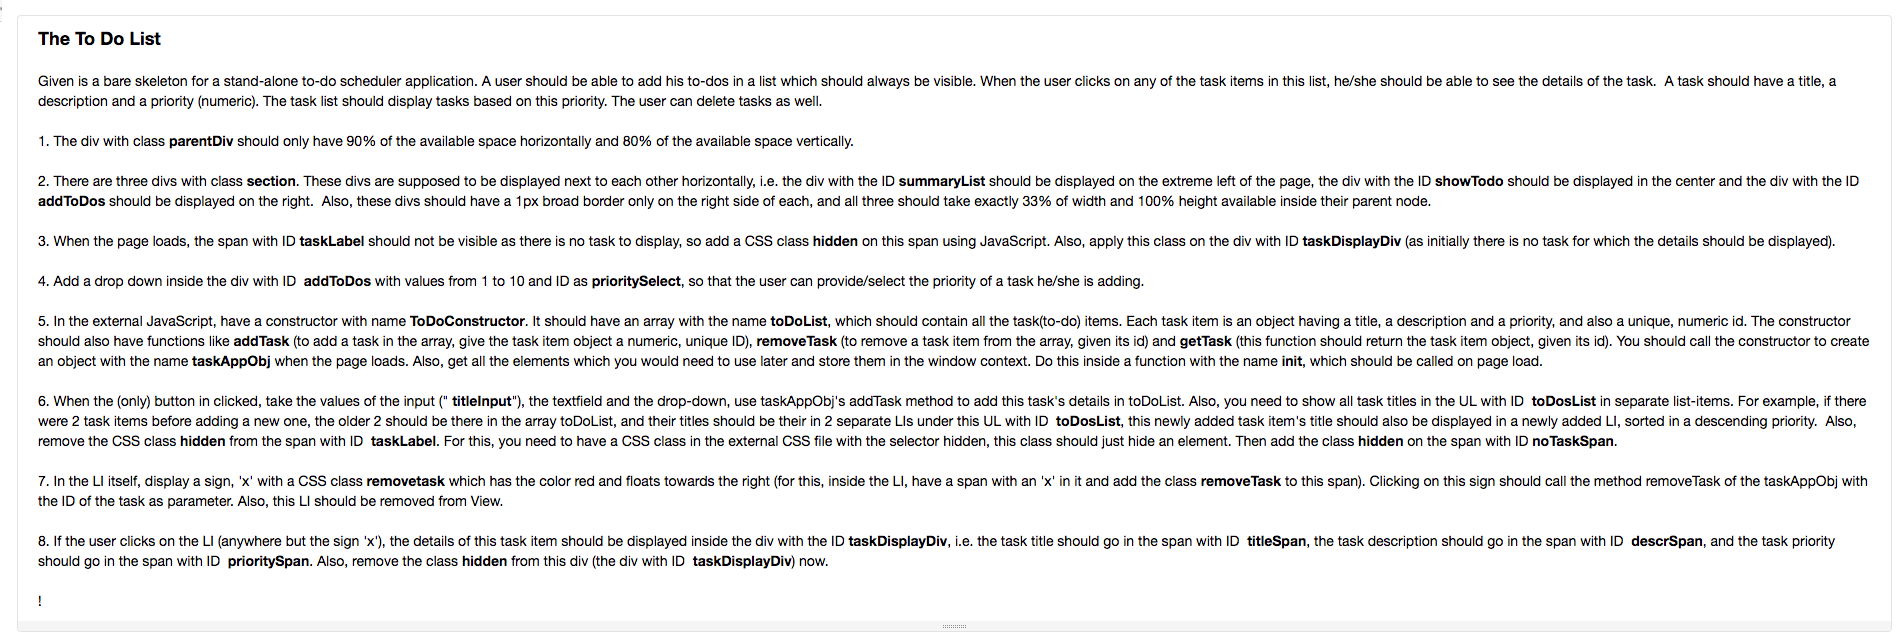 The To Do List
Given is a bare skeleton for a stand-alone to-do scheduler application. A user should be able to add his to-dos in a list which should always be visible. When the user clicks on any of the task items in this list, he/she should be able to see the details of the task. A task should have a title, a
description and a priority (numeric). The task list should display tasks based on this priority. The user can delete tasks as well.
1. The div with class parentDiv should only have 90% of the available space horizontally and 80% of the available space vertically.
2. There are three divs with class section. These divs are supposed to be displayed next to each other horizontally, i.e. the div with the ID summaryList should be displayed on the extreme left of the page, the div with the ID showTodo should be displayed in the center and the div with the ID
addToDos should be displayed on the right. Also, these divs should have a 1px broad border only on the right side of each, and all three should take exactly 33% of width and 100% height available inside their parent node.
3. When the page loads, the span with ID taskLabel should not be visible as there is no task to display, so add a CSS class hidden on this span using JavaScript. Also, apply this class on the div with ID taskDisplayDiv (as initially there is no task for which the details should be displayed).
4. Add a drop down inside the div with ID addToDos with values from 1 to 10 and ID as prioritySelect, so that the user can provide/select the priority of a task he/she is adding.
5. In the external JavaScript, have a constructor with name ToDoConstructor. It should have an array with the name toDoList, which should contain all the task(to-do) items. Each task item is an object having a title, a description and a priority, and also a unique, numeric id. The constructor
should also have functions like addTask (to add a task in the array, give the task item object a numeric, unique ID), removeTask (to remove a task item from the array, given its id) and getTask (this function should return the task item object, given its id). You should call the constructor to create
an object with the name taskAppObj when the page loads. Also, get all the elements which you would need to use later and store them in the window context. Do this inside a function with the name init, which should be called on page load.
6. When the (only) button in clicked, take the values of the input (" titleInput"), the textfield and the drop-down, use taskAppObj's addTask method to add this task's details in toDoList. Also, you need to show all task titles in the UL with ID toDosList in separate list-items. For example, if there
were 2 task items before adding a new one, the older 2 should be there in the array toDoList, and their titles should be their in 2 separate LIs under this UL with ID toDosList, this newly added task item's title should also be displayed in a newly added LI, sorted in a descending priority. Also,
remove the CSS class hidden from the span with ID taskLabel. For this, you need to have a CSS class in the external CSS file with the selector hidden, this class should just hide an element. Then add the class hidden on the span with ID noTaskSpan.
7. In the LI itself, display a sign, 'x' with a CSS class removetask which has the color red and floats towards the right (for this, inside the LI, have a span with an 'x' in it and add the class removeTask to this span). Clicking on this sign should call the method removeTask of the taskAppObj with
the ID of the task as parameter. Also, this LI should be removed from View.
8. If the user clicks on the LI (anywhere but the sign 'x'), the details of this task item should be displayed inside the div with the ID taskDisplayDiv, i.e. the task title should go in the span with ID titleSpan, the task description should go in the span with ID descrSpan, and the task priority
should go in the span with ID prioritySpan. Also, remove the class hidden from this div (the div with ID taskDisplayDiv) now.
!